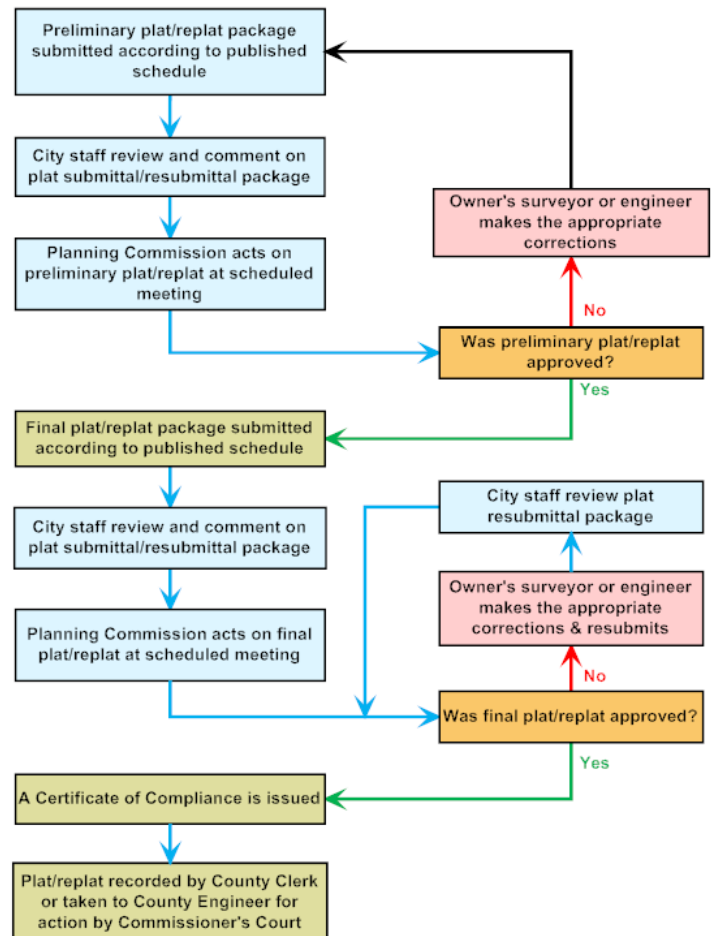 Preliminary plat/replat package
submitted according to published
schedule
City staff review and comment on
plat submittal/resubmittal package
Planning Commission acts on
preliminary plat/replat at scheduled
meeting
Owner's surveyor or engineer
makes the appropriate
corrections
No
Was preliminary plat/replat
approved?
Yes
Final plat/replat package submitted
according to published schedule
City staff review and comment on
plat submittal/resubmittal package
Planning Commission acts on final
plat/replat at scheduled meeting
City staff review plat
resubmittal package
Owner's surveyor or engineer
makes the appropriate
corrections & resubmits
No
Was final plat/replat approved?
Yes
A Certificate of Compliance is issued
Plat/replat recorded by County Clerk
or taken to County Engineer for
action by Commissioner's Court